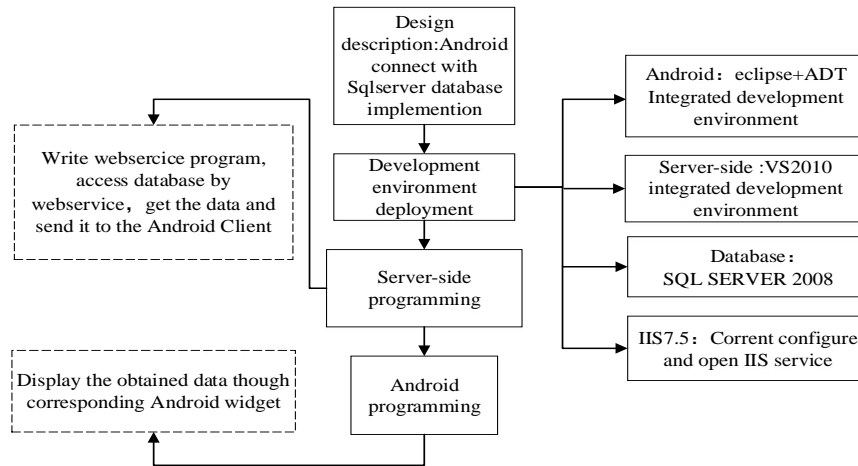 Design
description:Android
connect with
Sqlserver database
implemention
Android：eclipse+ADT
Integrated development
environment
Write websercice program,
access database by
webservice，get the data and
send it to the Android Client
Development
environment
deployment
Server-side :VS2010
integrated development
environment
Server-side
programming
Database：
SQL SERVER 2008
IIS7.5：Corrent configure
and open IIS service
Display the obtained data though
corresponding Android widget
Android
programming